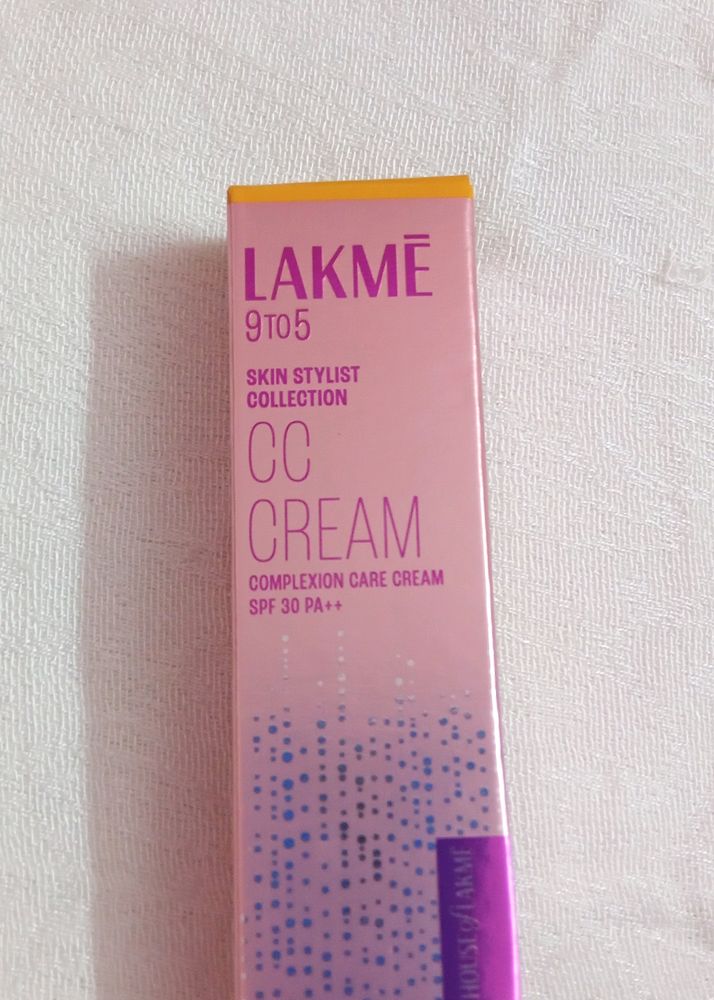 LAKMĒ
9TO5
SKIN STYLIST
COLLECTION
CC
CREAM
COMPLEXION CARE CREAM
SPF 30 PA++
HOUSE of LAKMĒ